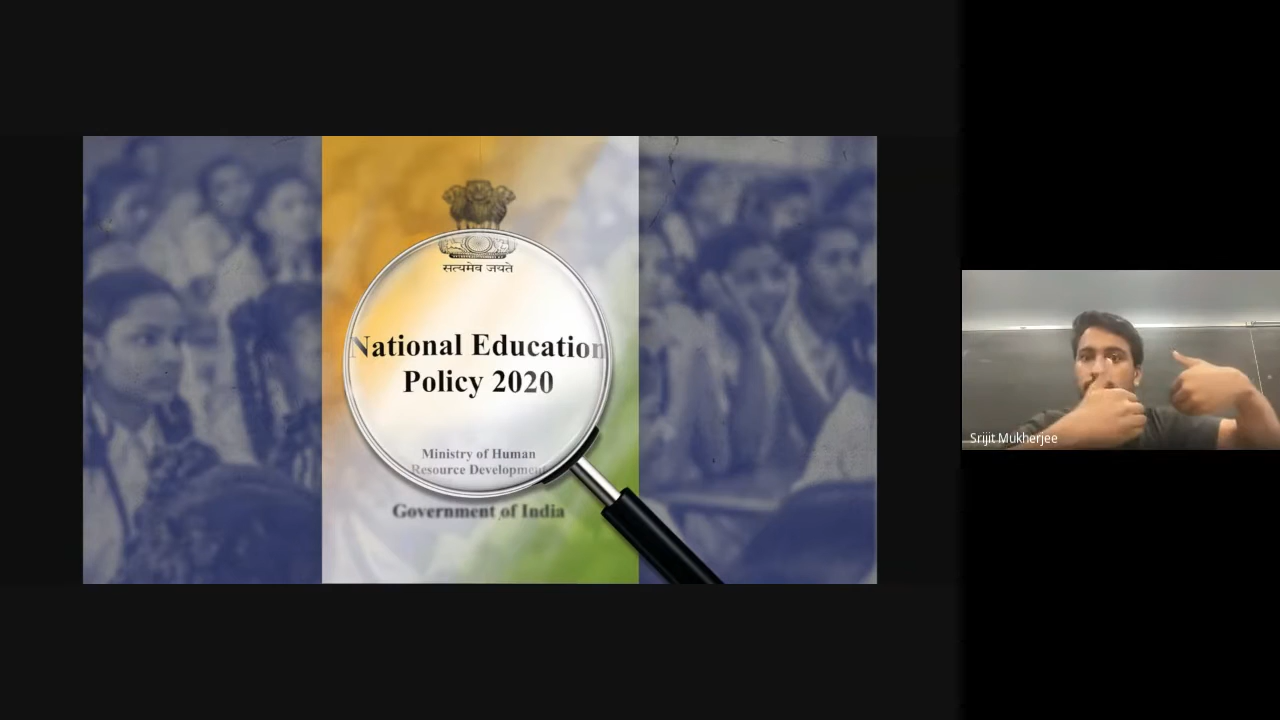 सत्यमेव जयते
National Education
Policy 2020
Ministry of Human
Resource Development
Government of India
Srijit Mukherjee